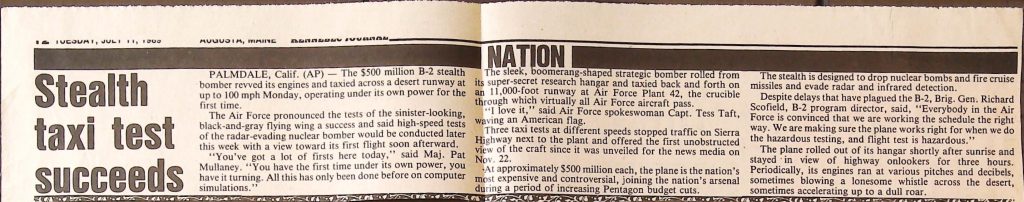 12 TUESDAY, JULY 11, 1989 AUGUSTA, MAINE KENNEBEC JOURNAL
NATION
Stealth
taxi test
succeeds
PALMDALE, Calif. (AP) — The $500 million B-2 stealth
bomber revved its engines and taxied across a desert runway at
up to 100 mph Monday, operating under its own power for the
first time.
The Air Force pronounced the tests of the sinister-looking,
black-and-gray flying wing a success and said high-speed tests
of the radar-evading nuclear bomber would be conducted later
this week with a view toward its first flight soon afterward.
"You've got a lot of firsts here today," said Maj. Pat
Mullaney. "You have the first time under its own power, you
have it turning. All this has only been done before on computer
simulations."
The sleek, boomerang-shaped strategic bomber rolled from
its super-secret research hangar and taxied back and forth on
an 11,000-foot runway at Air Force Plant 42, the crucible
through which virtually all Air Force aircraft pass.
"I love it," said Air Force spokeswoman Capt. Tess Taft,
waving an American flag.
Three taxi tests at different speeds stopped traffic on Sierra
Highway next to the plant and offered the first unobstructed
view of the craft since it was unveiled for the news media on
Nov. 22.
At approximately $500 million each, the plane is the nation's
most expensive and controversial, joining the nation's arsenal
during a period of increasing Pentagon budget cuts.
The stealth is designed to drop nuclear bombs and fire cruise
missiles and evade radar and infrared detection.
Despite delays that have plagued the B-2, Brig. Gen. Richard
Scofield, B-2 program director, said, "Everybody in the Air
Force is convinced that we are working the schedule the right
way. We are making sure the plane works right for when we do
the hazardous testing, and flight test is hazardous."
The plane rolled out of its hangar shortly after sunrise and
stayed in view of highway onlookers for three hours.
Periodically, its engines ran at various pitches and decibels,
sometimes blowing a lonesome whistle across the desert,
sometimes accelerating up to a dull roar.